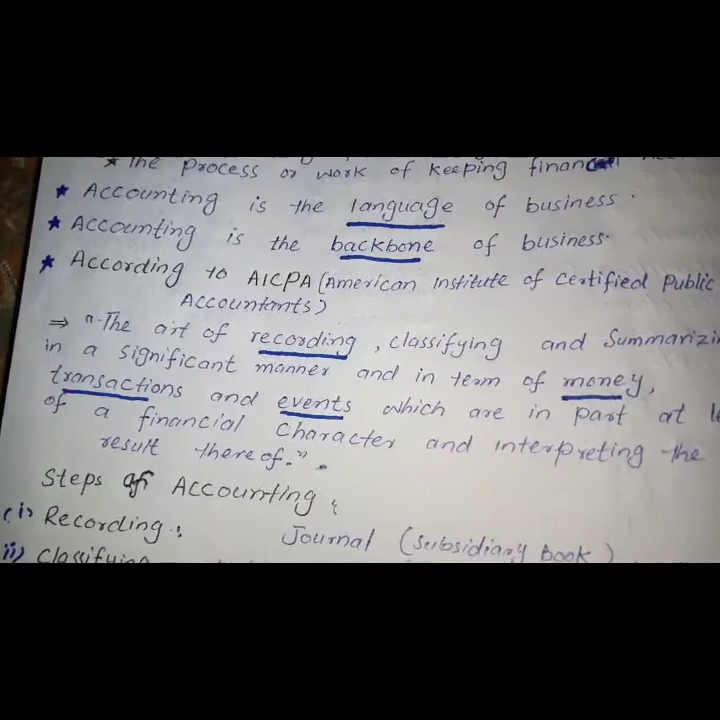 ★ The process or work of keeping
★ Accounting is the language of business.
★ Accounting is the backbone of business.
★ According to AICPA (American Institute of Certified Public
Accountants)
⇒ "The art of recording, classifying and Summarizi
in a significant manner and in term of money,
transactions and events which are in part at l
of a financial character and interpreting the
result thereof."
Steps of Accounting :
(i) Recording : Journal (Subsidiary book)
ii) Classifying